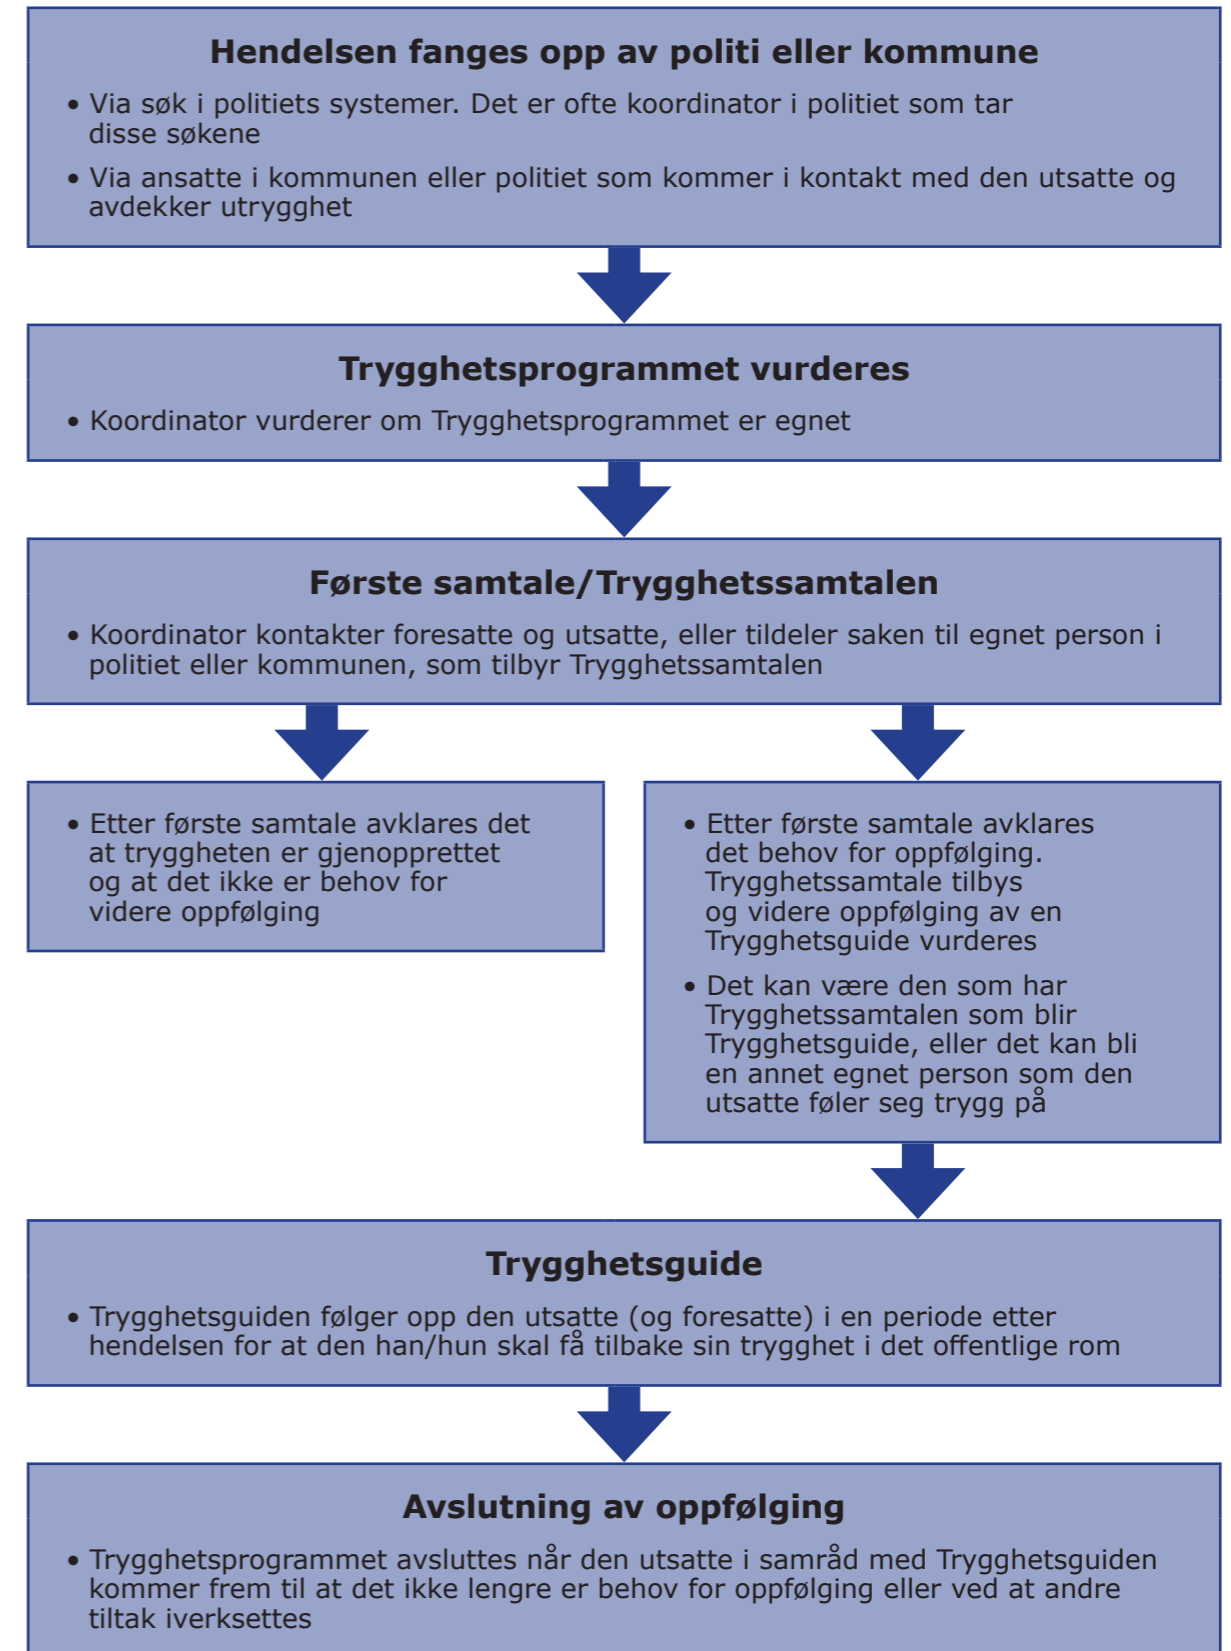 Hendelsen fanges opp av politi eller kommune
• Via søk i politiets systemer. Det er ofte koordinator i politiet som tar
disse søkene
• Via ansatte i kommunen eller politiet som kommer i kontakt med den utsatte og
avdekker utrygghet
Trygghetsprogrammet vurderes
• Koordinator vurderer om Trygghetsprogrammet er egnet
Første samtale/Trygghetssamtalen
• Koordinator kontakter foresatte og utsatte, eller tildeler saken til egnet person i
politiet eller kommunen, som tilbyr Trygghetssamtalen
• Etter første samtale avklares det
at tryggheten er gjenopprettet
og at det ikke er behov for
videre oppfølging
• Etter første samtale avklares
det behov for oppfølging.
Trygghetssamtale tilbys
og videre oppfølging av en
Trygghetsguide vurderes
• Det kan være den som har
Trygghetssamtalen som blir
Trygghetsguide, eller det kan bli
en annet egnet person som den
utsatte føler seg trygg på
Trygghetsguide
• Trygghetsguiden følger opp den utsatte (og foresatte) i en periode etter
hendelsen for at den han/hun skal få tilbake sin trygghet i det offentlige rom
Avslutning av oppfølging
• Trygghetsprogrammet avsluttes når den utsatte i samråd med Trygghetsguiden
kommer frem til at det ikke lengre er behov for oppfølging eller ved at andre
tiltak iverksettes